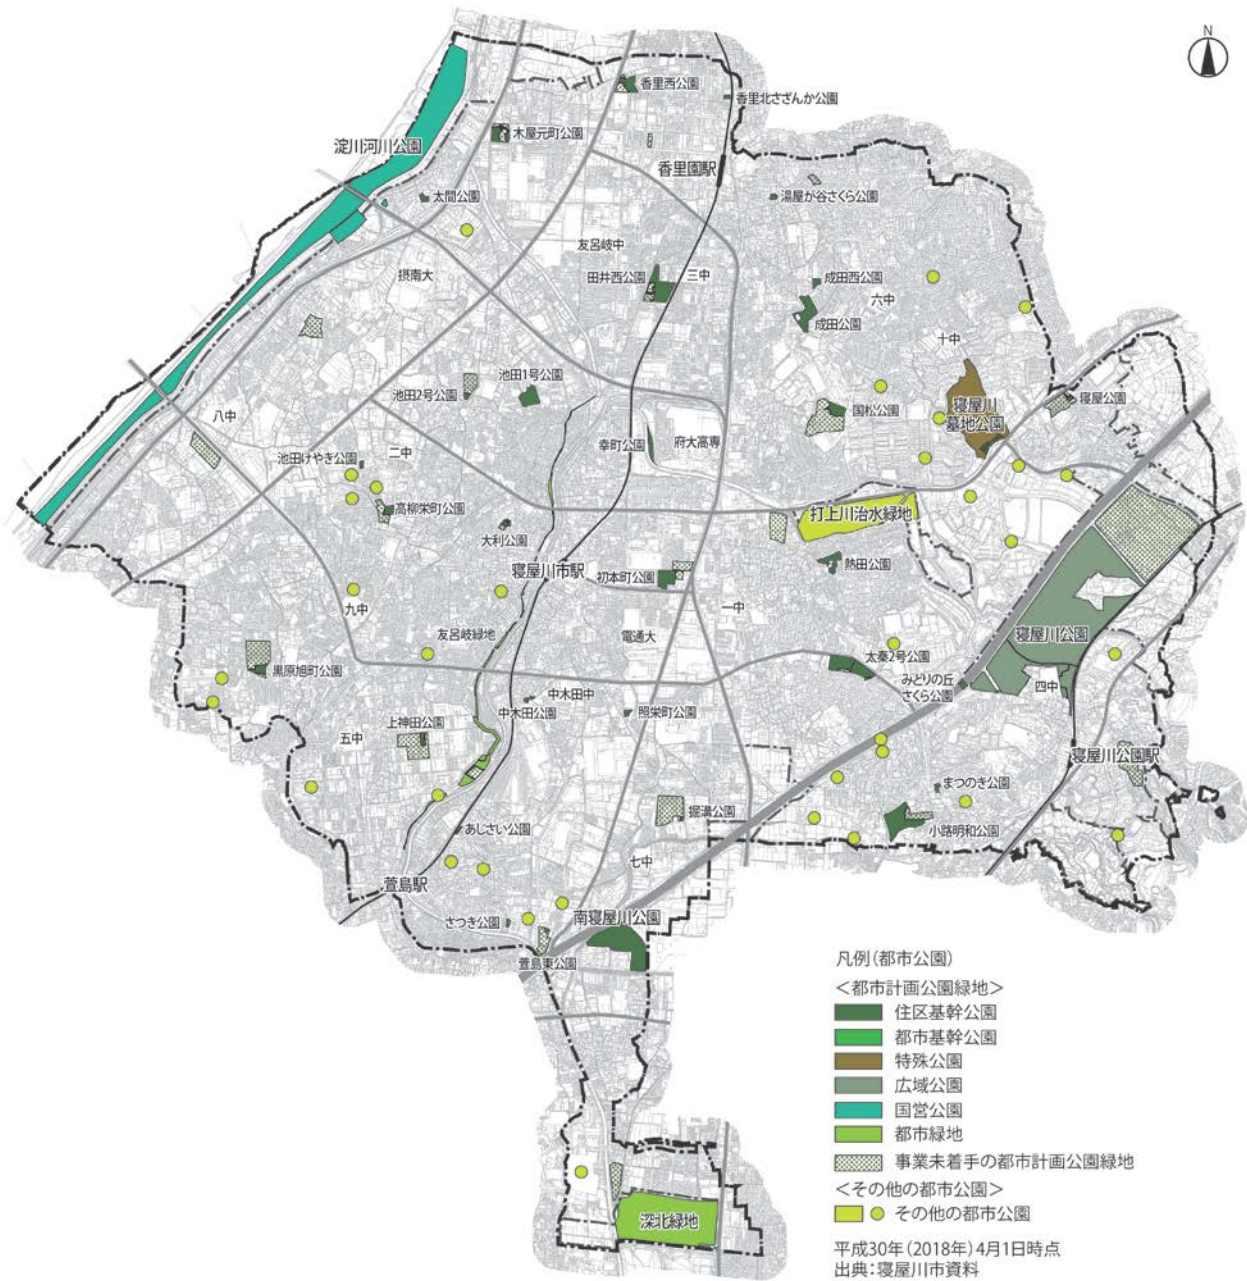 N
香里西公園
香里北さざんか公園
木屋元町公園
淀川河川公園
香里園駅
太間公園
湯屋が谷さくら公園
友呂岐中
摂南大
田井西公園
三中
成田西公園
六中
成田公園
十中
池田1号公園
池田2号公園
寝屋公園
寝屋川
墓地公園
国松公園
八中
幸町公園
府大高専
二中
池田けやき公園
高柳栄町公園
打上川治水緑地
大利公園
熱田公園
寝屋川市駅
初本町公園
九中
一中
友呂岐緑地
電通大
寝屋川公園
太秦2号公園
黒原旭町公園
みどりの丘
さくら公園
四中
中木田中
中木田公園
照栄町公園
上神田公園
五中
寝屋川公園駅
まつのき公園
堀溝公園
あじさい公園
小路明和公園
七中
萱島駅
さつき公園
南寝屋川公園
萱島東公園
深北緑地
凡例(都市公園)
＜都市計画公園緑地＞
住区基幹公園
都市基幹公園
特殊公園
広域公園
国営公園
都市緑地
事業未着手の都市計画公園緑地
＜その他の都市公園＞
その他の都市公園
平成30年(2018年)4月1日時点
出典:寝屋川市資料